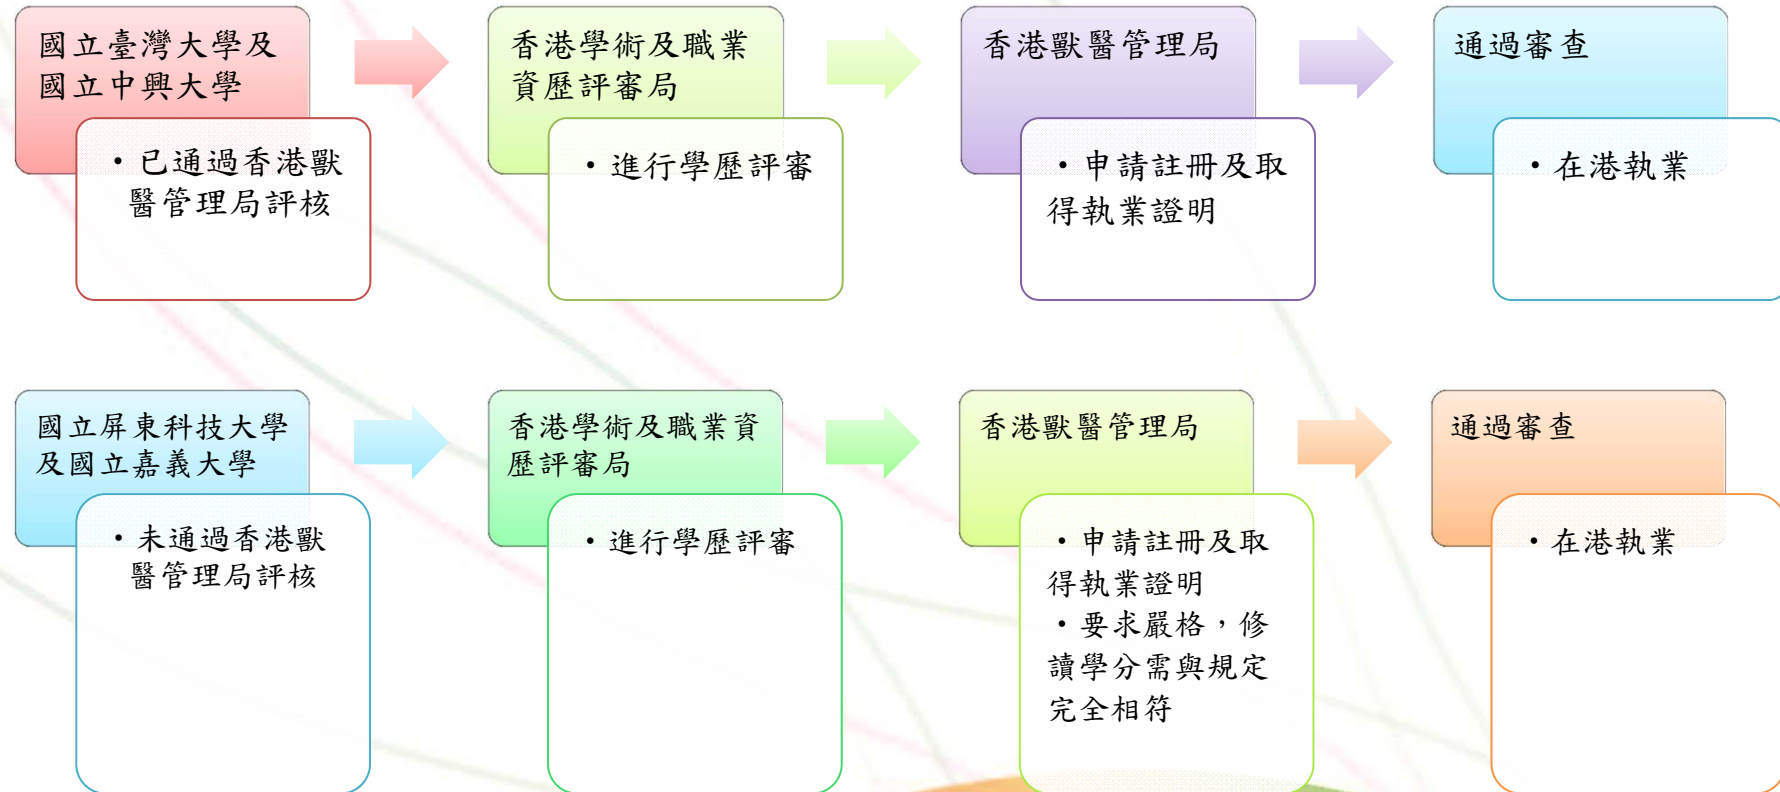 國立臺灣大學及
國立中興大學
• 已通過香港獸
醫管理局評核
香港學術及職業
資歷評審局
• 進行學歷評審
香港獸醫管理局
• 申請註冊及取
得執業證明
通過審查
• 在港執業
國立屏東科技大學
及國立嘉義大學
• 未通過香港獸
醫管理局評核
香港學術及職業資
歷評審局
• 進行學歷評審
香港獸醫管理局
• 申請註冊及取
得執業證明
• 要求嚴格，修
讀學分需與規定
完全相符
通過審查
• 在港執業